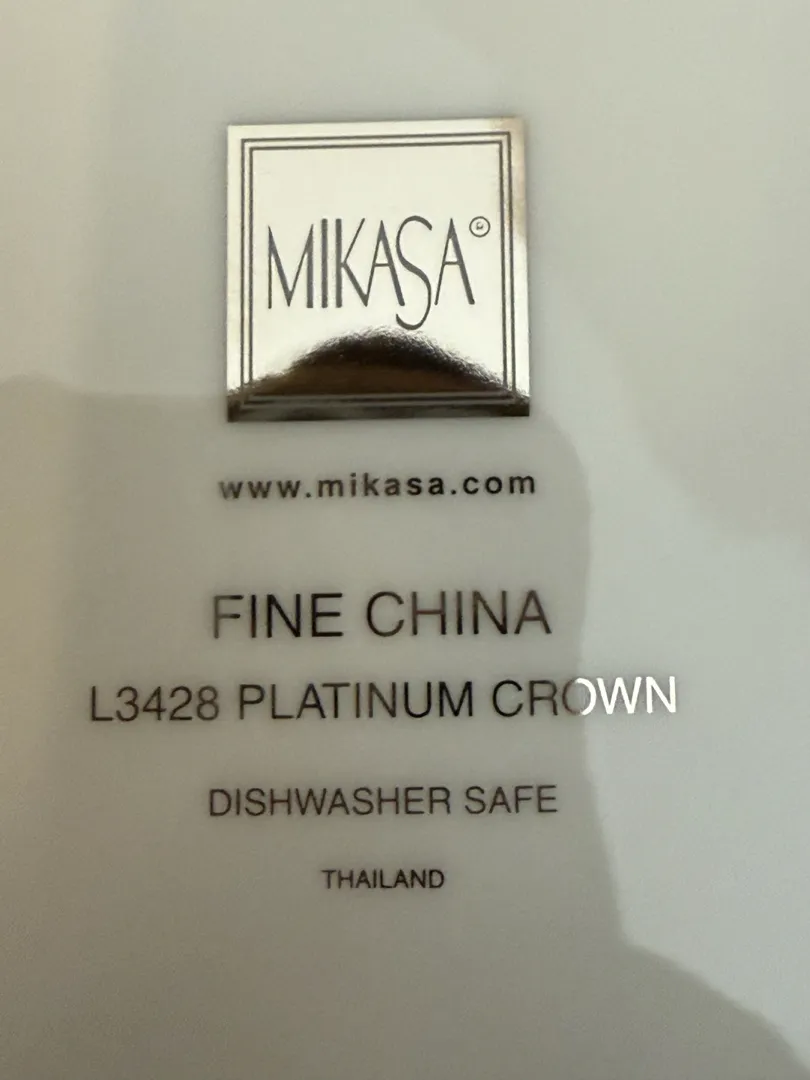 MIKASA®
www.mikasa.com
FINE CHINA
L3428 PLATINUM CROWN
DISHWASHER SAFE
THAILAND